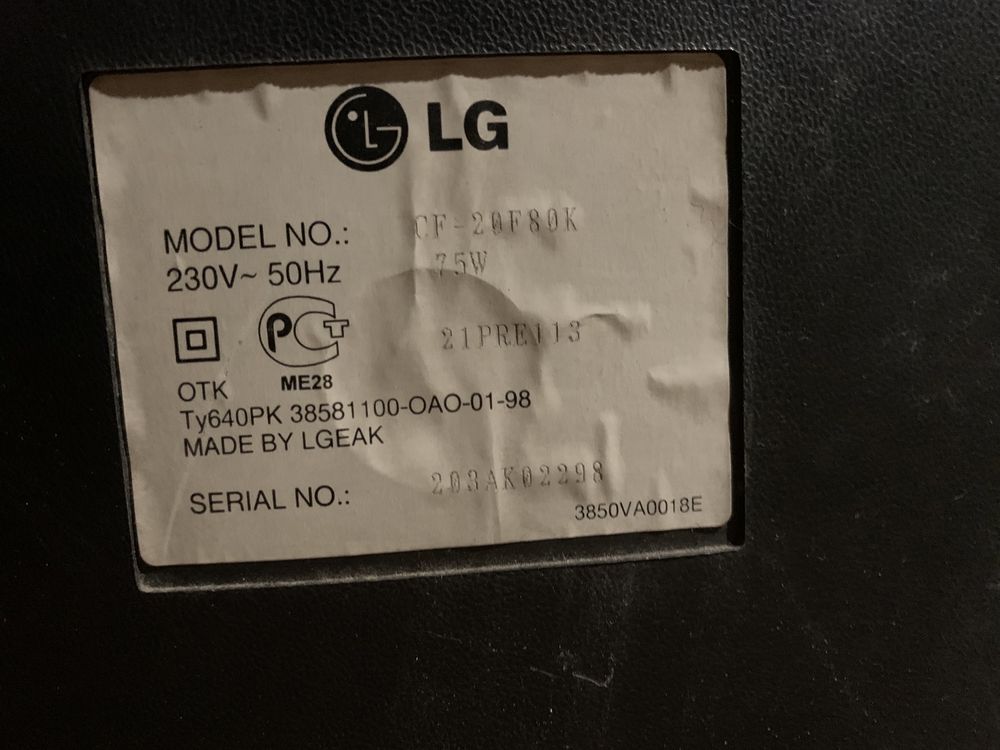 LG
MODEL NO.: CF-20F80K
230V~ 50Hz 75W
РСТ 21PRE113
ME28
OTK
Ty640PK 38581100-OAO-01-98
MADE BY LGEAK
SERIAL NO.: 203AK02298
3850VA0018E